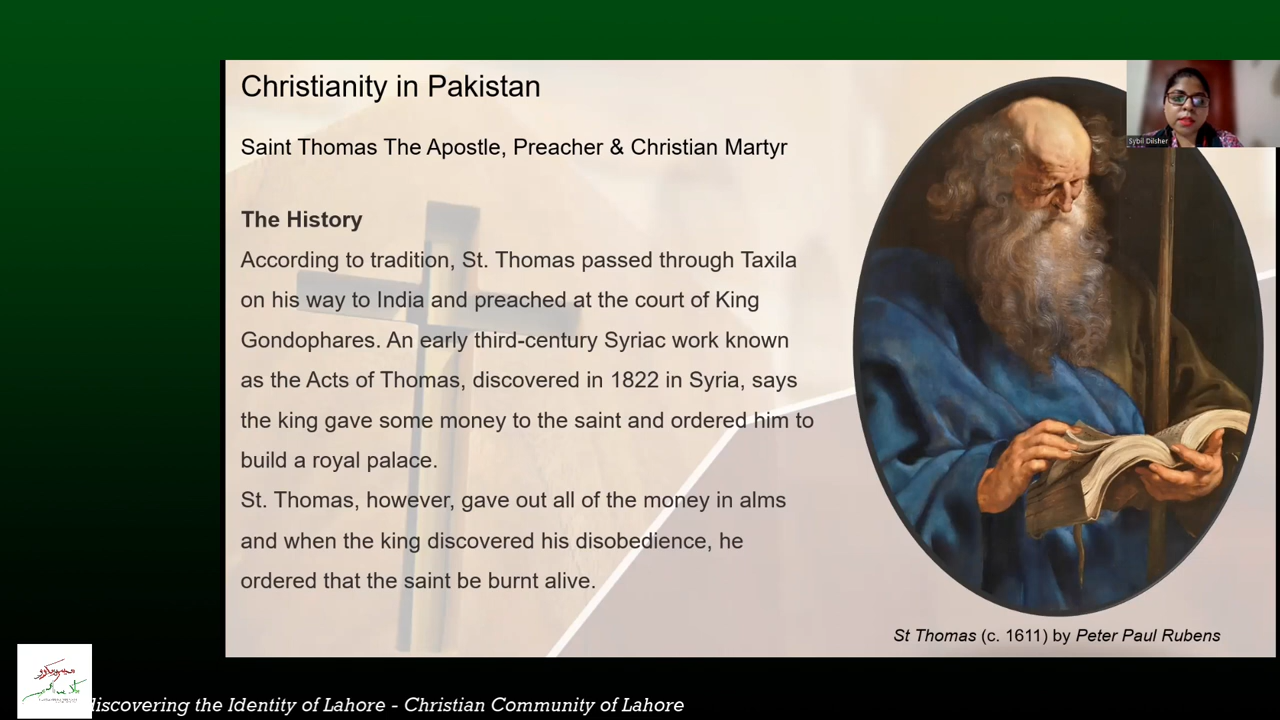 Christianity in Pakistan
Saint Thomas The Apostle, Preacher & Christian Martyr
The History
According to tradition, St. Thomas passed through Taxila
on his way to India and preached at the court of King
Gondophares. An early third-century Syriac work known
as the Acts of Thomas, discovered in 1822 in Syria, says
the king gave some money to the saint and ordered him to
build a royal palace.
St. Thomas, however, gave out all of the money in alms
and when the king discovered his disobedience, he
ordered that the saint be burnt alive.
Sybil Dilsher
St Thomas (c. 1611) by Peter Paul Rubens
discovering the Identity of Lahore - Christian Community of Lahore